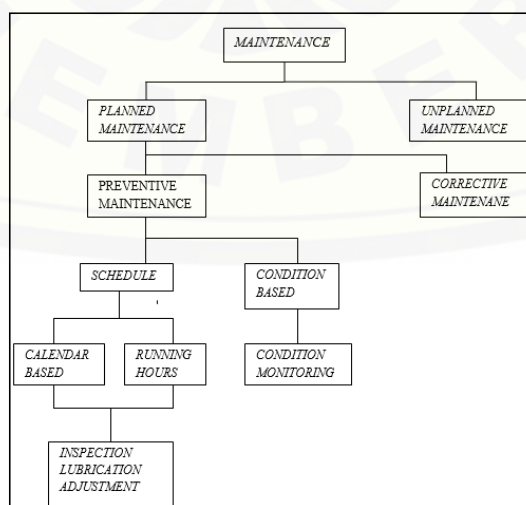 MAINTENANCE
PLANNED
MAINTENANCE
UNPLANNED
MAINTENANCE
PREVENTIVE
MAINTENANCE
CORRECTIVE
MAINTENANE
SCHEDULE
CONDITION
BASED
CALENDAR
BASED
RUNNING
HOURS
CONDITION
MONITORING
INSPECTION
LUBRICATION
ADJUSTMENT